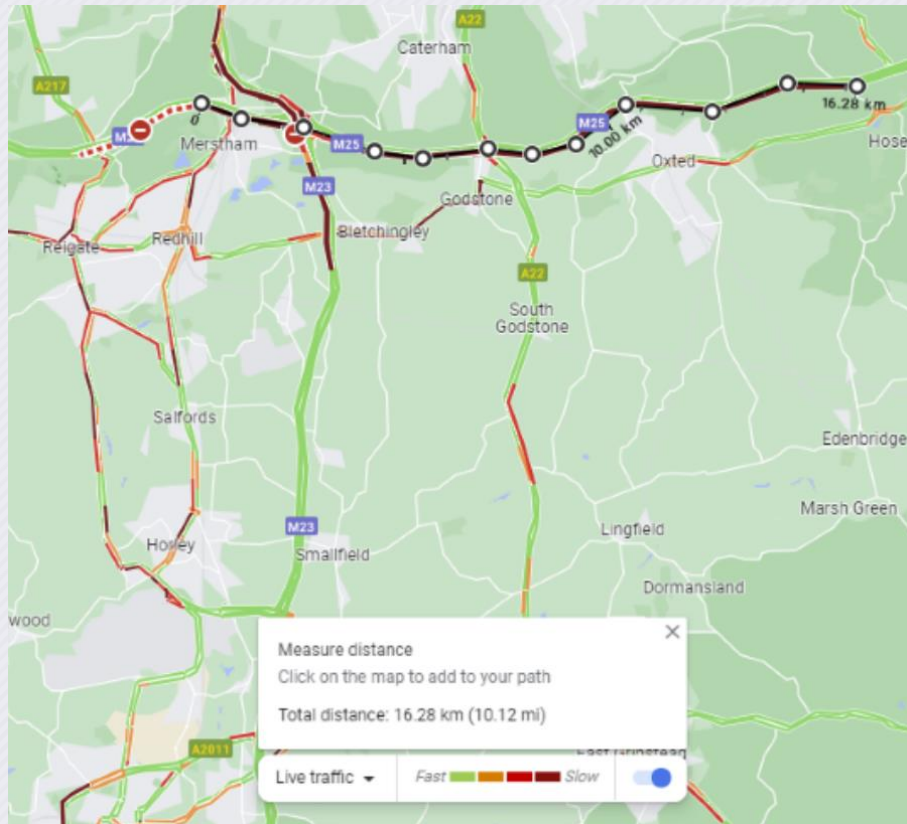 A22
Caterham
A217
M25
16.28 km
0
M25
10.00 km
Merstham
M25
Hose
Oxted
M23
Godstone
Bletchingley
Redhill
Reigate
A22
South
Godstone
Salfords
Edenbridge
Marsh Green
M23
Lingfield
Horley
Smallfield
Dormansland
wood
Measure distance
Click on the map to add to your path
Total distance: 16.28 km (10.12 mi)
East Grinstead
A2011
Live traffic
Fast
Slow